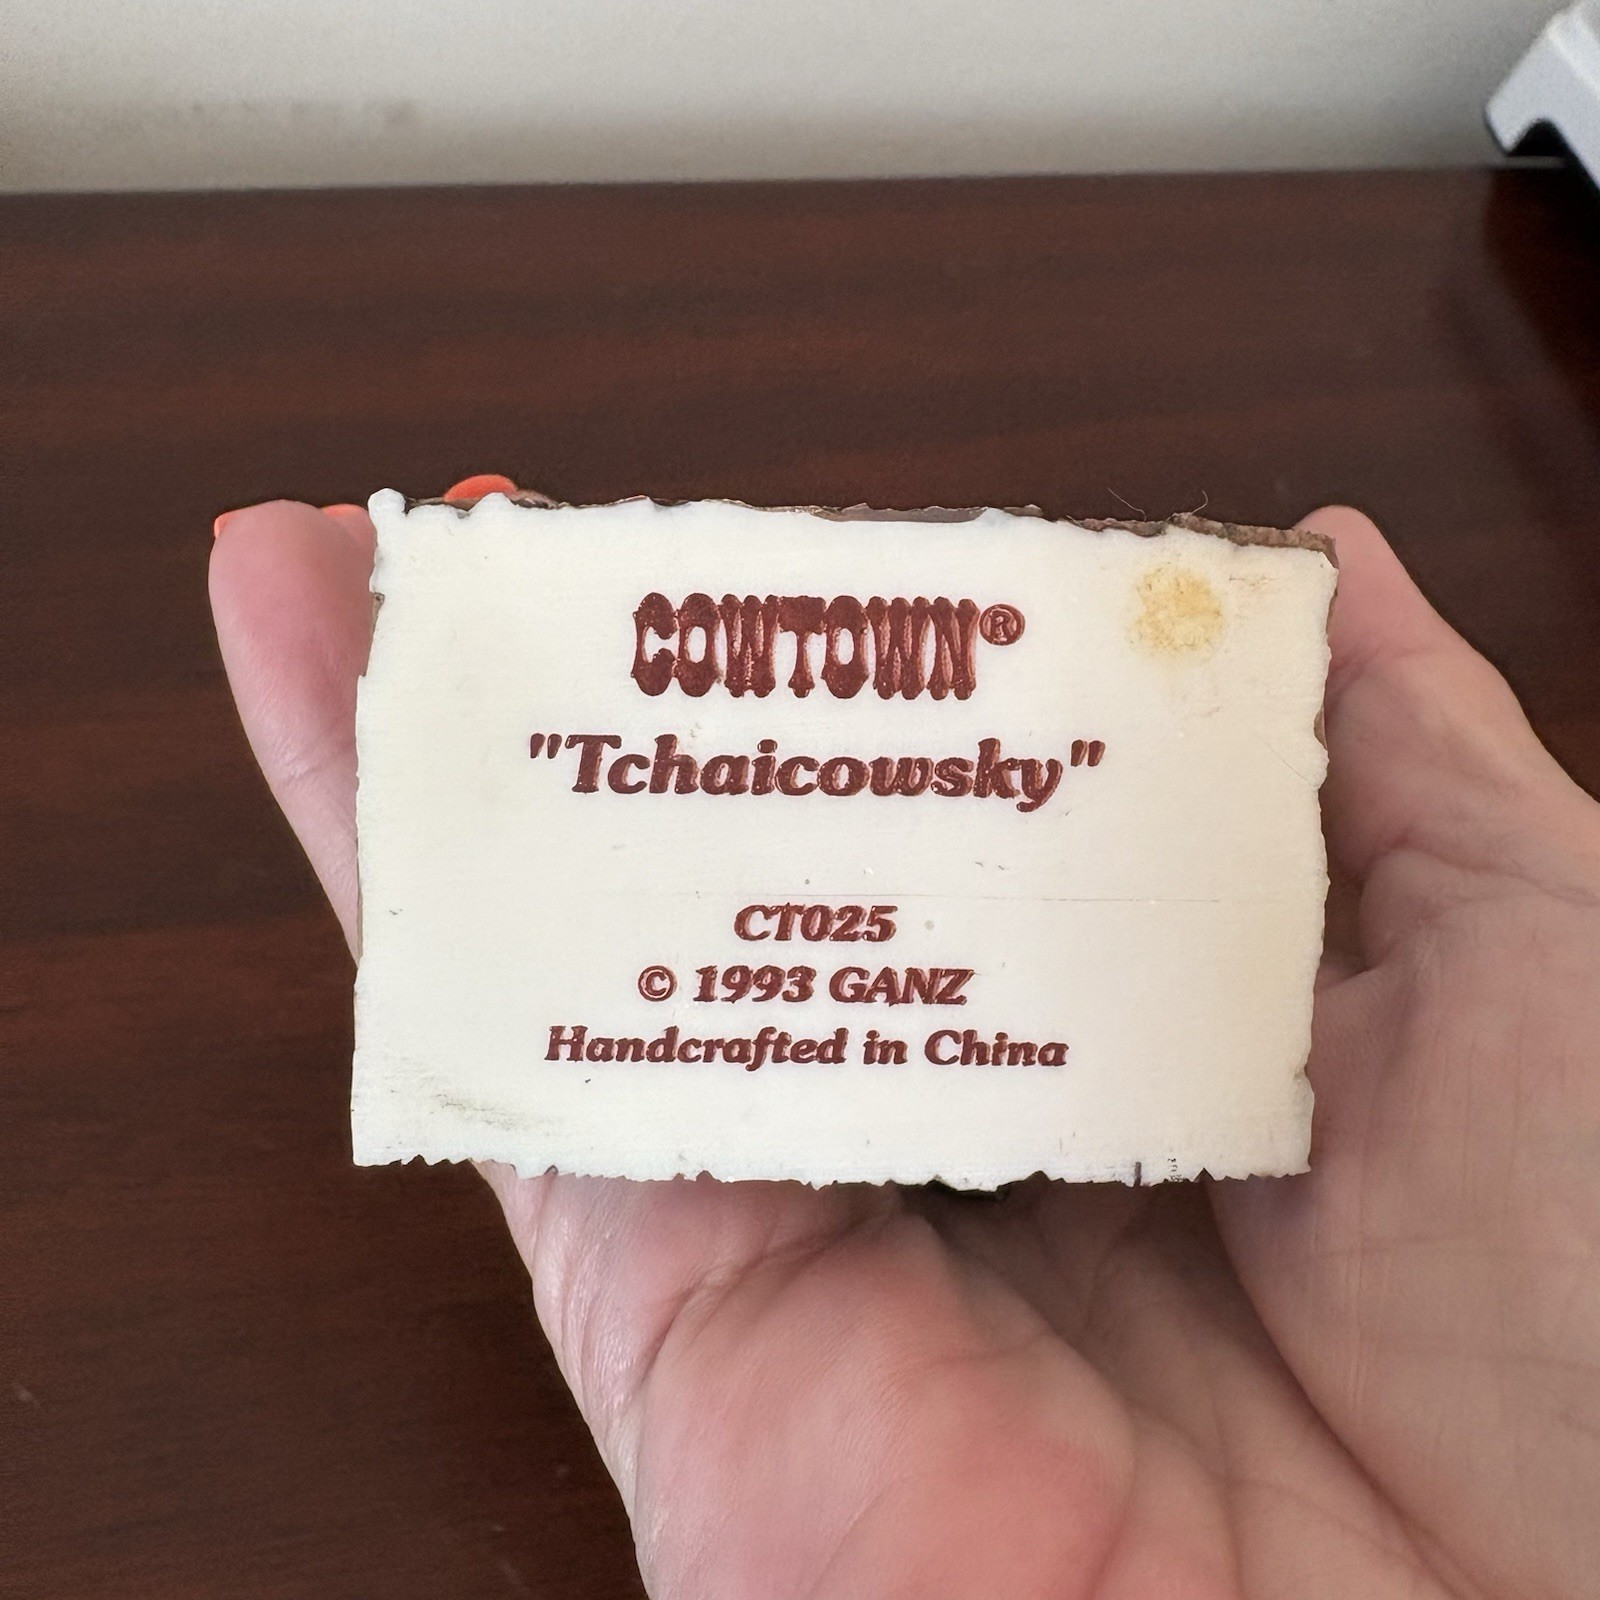 COWTOWN®
"Tchaicowsky"
CT025
© 1993 GANZ
Handcrafted in China